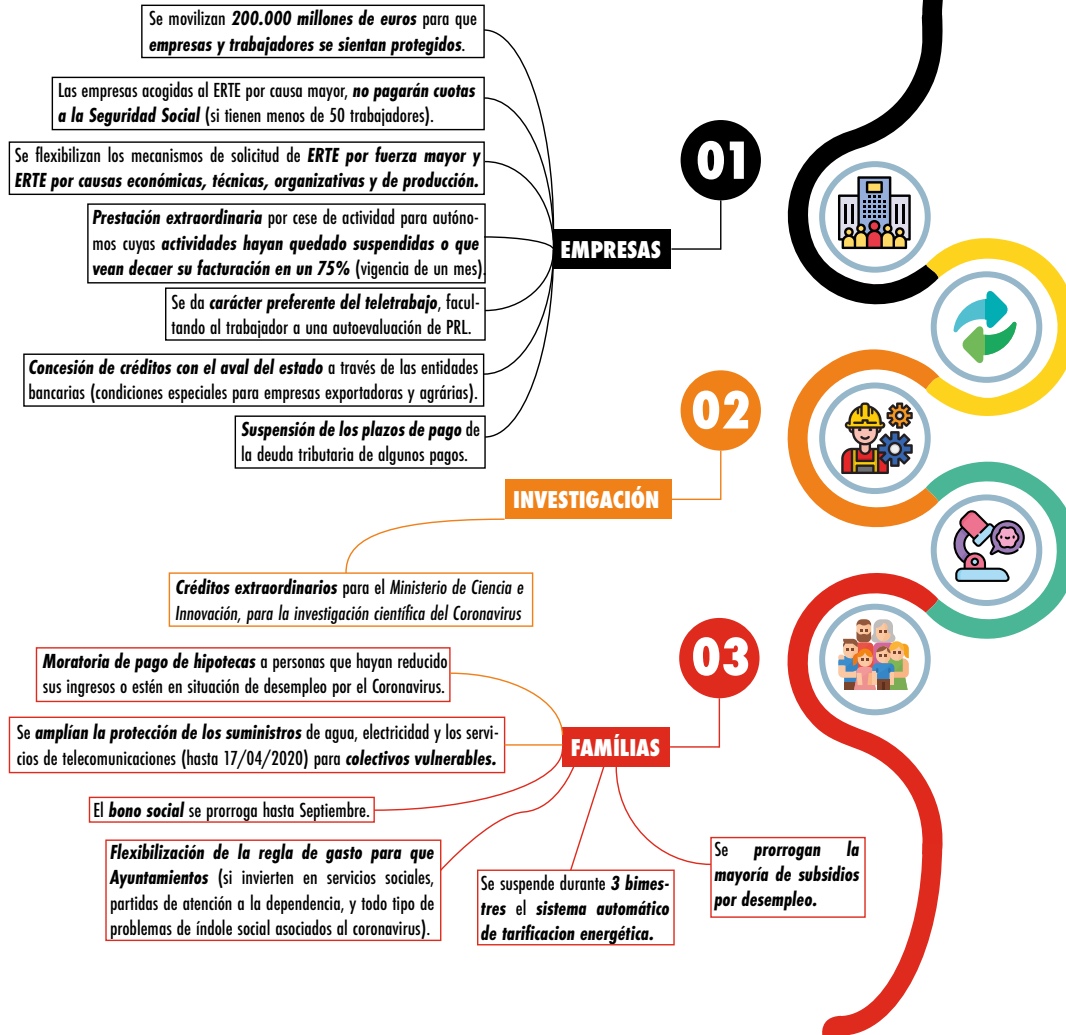 Se movilizan 200.000 millones de euros para que
empresas y trabajadores se sientan protegidos.
Las empresas acogidas al ERTE por causa mayor, no pagarán cuotas
a la Seguridad Social (si tienen menos de 50 trabajadores).
Se flexibilizan los mecanismos de solicitud de ERTE por fuerza mayor y
ERTE por causas económicas, técnicas, organizativas y de producción.
Prestación extraordinaria por cese de actividad para autóno-
mos cuyas actividades hayan quedado suspendidas o que
vean decaer su facturación en un 75% (vigencia de un mes).
Se da carácter preferente del teletrabajo, facul-
tando al trabajador a una autoevaluación de PRL.
Concesión de créditos con el aval del estado a través de las entidades
bancarias (condiciones especiales para empresas exportadoras y agrárias).
Suspensión de los plazos de pago de
la deuda tributaria de algunos pagos.
01
EMPRESAS
02
INVESTIGACIÓN
Créditos extraordinarios para el Ministerio de Ciencia e
Innovación, para la investigación científica del Coronavirus
03
FAMÍLIAS
Moratoria de pago de hipotecas a personas que hayan reducido
sus ingresos o estén en situación de desempleo por el Coronavirus.
Se amplían la protección de los suministros de agua, electricidad y los servi-
cios de telecomunicaciones (hasta 17/04/2020) para colectivos vulnerables.
El bono social se prorroga hasta Septiembre.
Flexibilización de la regla de gasto para que
Ayuntamientos (si invierten en servicios sociales,
partidas de atención a la dependencia, y todo tipo de
problemas de índole social asociados al coronavirus).
Se suspende durante 3 bimes-
tres el sistema automático
de tarificacion energética.
Se prorrogan la
mayoría de subsidios
por desempleo.